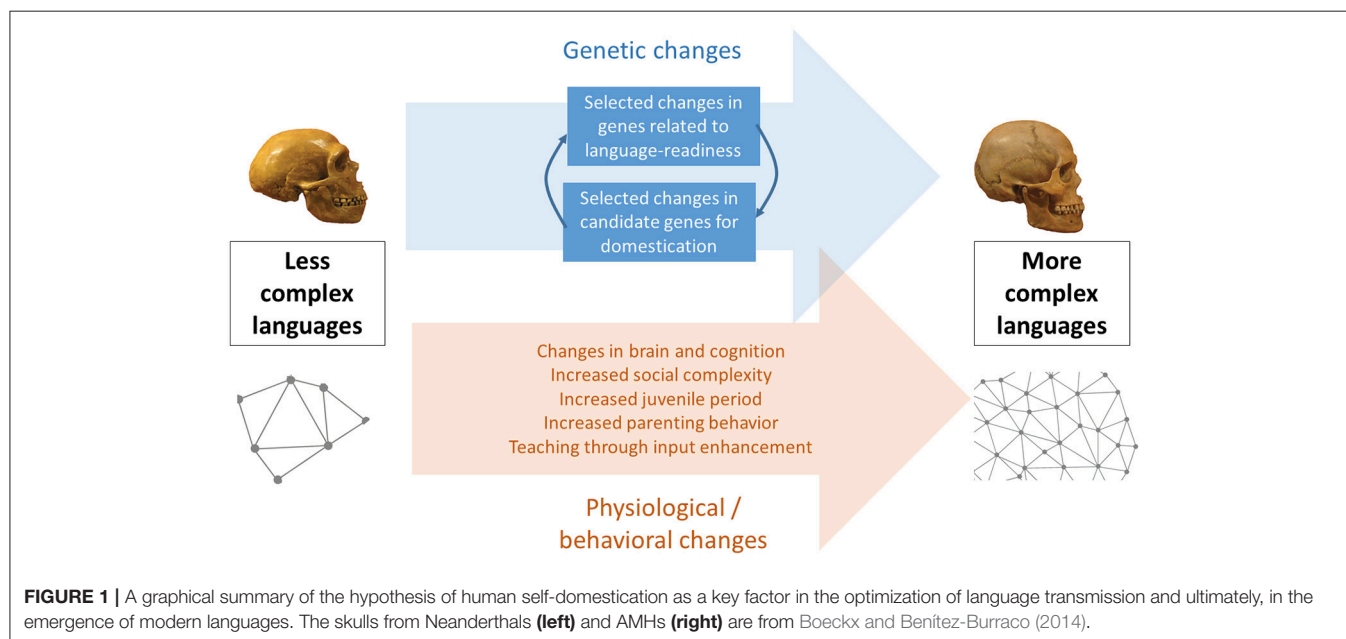 Genetic changes
Selected changes in
genes related to
language-readiness
Selected changes in
candidate genes for
domestication
Less
complex
languages
More
complex
languages
Changes in brain and cognition
Increased social complexity
Increased juvenile period
Increased parenting behavior
Teaching through input enhancement
Physiological /
behavioral changes
FIGURE 1 | A graphical summary of the hypothesis of human self-domestication as a key factor in the optimization of language transmission and ultimately, in the
emergence of modern languages. The skulls from Neanderthals (left) and AMHs (right) are from Boeckx and Benítez-Burraco (2014).